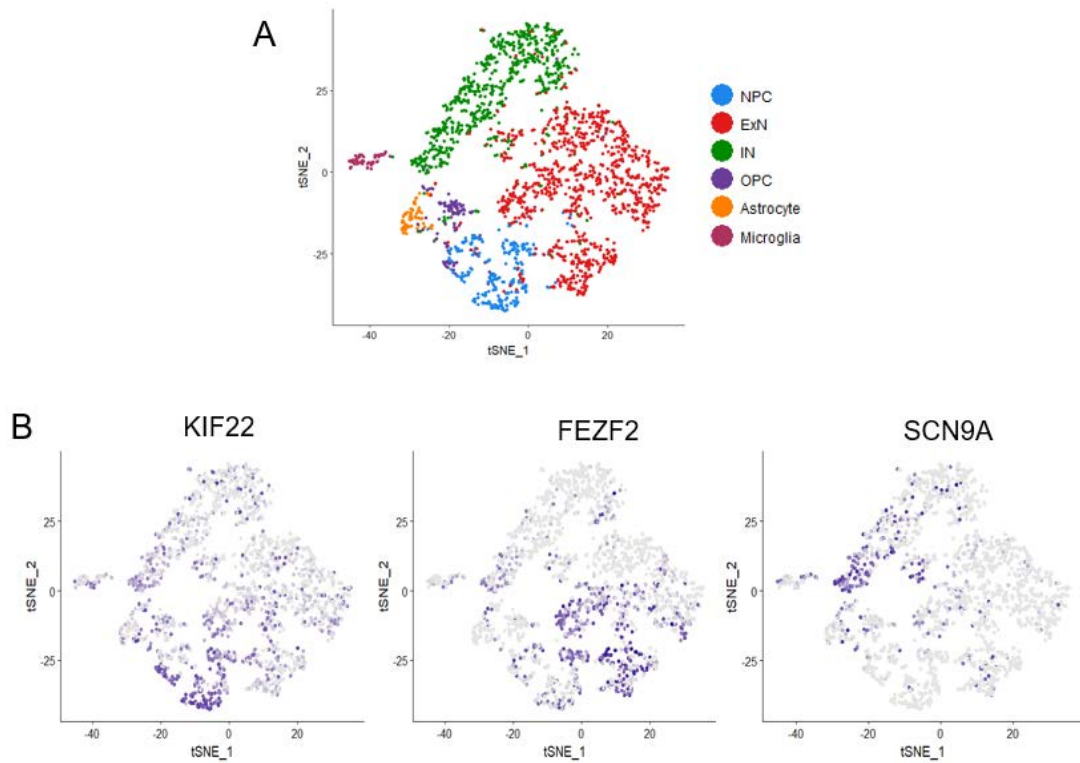 A
25
0
-25
-40
-20
0
20
tSNE_2
tSNE_1
NPC
ExN
IN
OPC
Astrocyte
Microglia
B
KIF22
25
0
-25
-40
-20
0
20
tSNE_2
tSNE_1
FEZF2
25
0
-25
-40
-20
0
20
tSNE_2
tSNE_1
SCN9A
25
0
-25
-40
-20
0
20
tSNE_2
tSNE_1